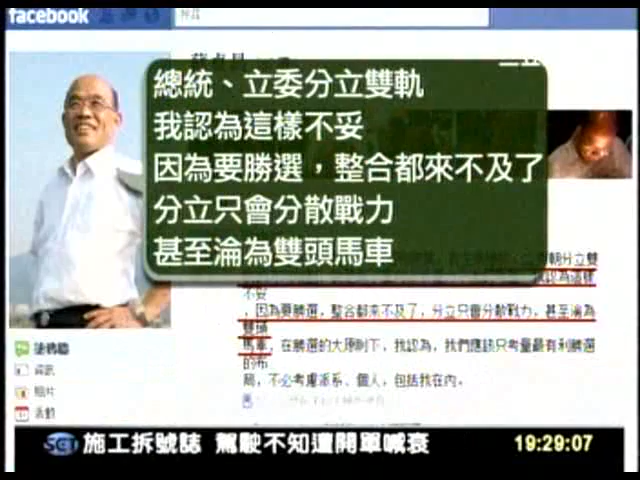 facebook
總統、立委分立雙軌
我認為這樣不妥
因為要勝選，整合都來不及了
分立只會分散戰力
甚至淪為雙頭馬車
不妥
，因為要勝選，整合都來不及了，分立只會分散戰力，甚至淪為
雙頭
馬車，在勝選的大原則下，我認為，我們應該只考量最有利勝選
的布
局，不必考慮派系、個人，包括我在內。
塗鴉牆
資訊
相片
活動
SET 施工拆號誌 駕駛不知遭開單喊衰 19:29:07